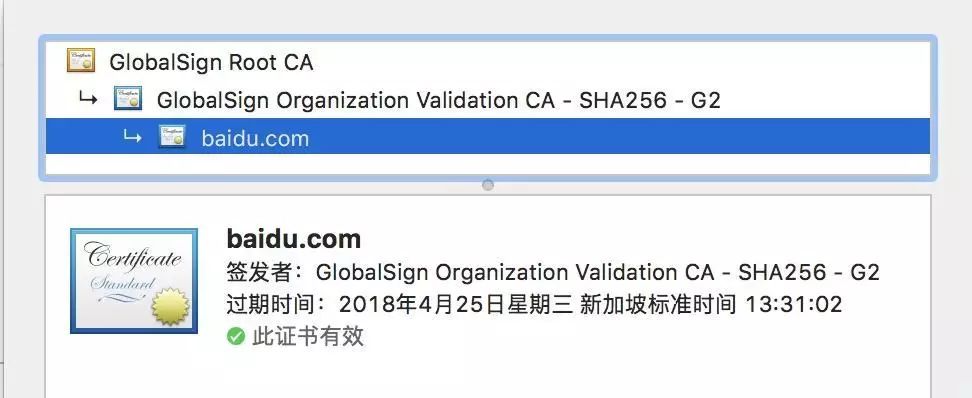 GlobalSign Root CA
GlobalSign Organization Validation CA - SHA256 - G2
baidu.com
Certificate
Standard
baidu.com
签发者：GlobalSign Organization Validation CA - SHA256 - G2
过期时间：2018年4月25日星期三 新加坡标准时间 13:31:02
此证书有效